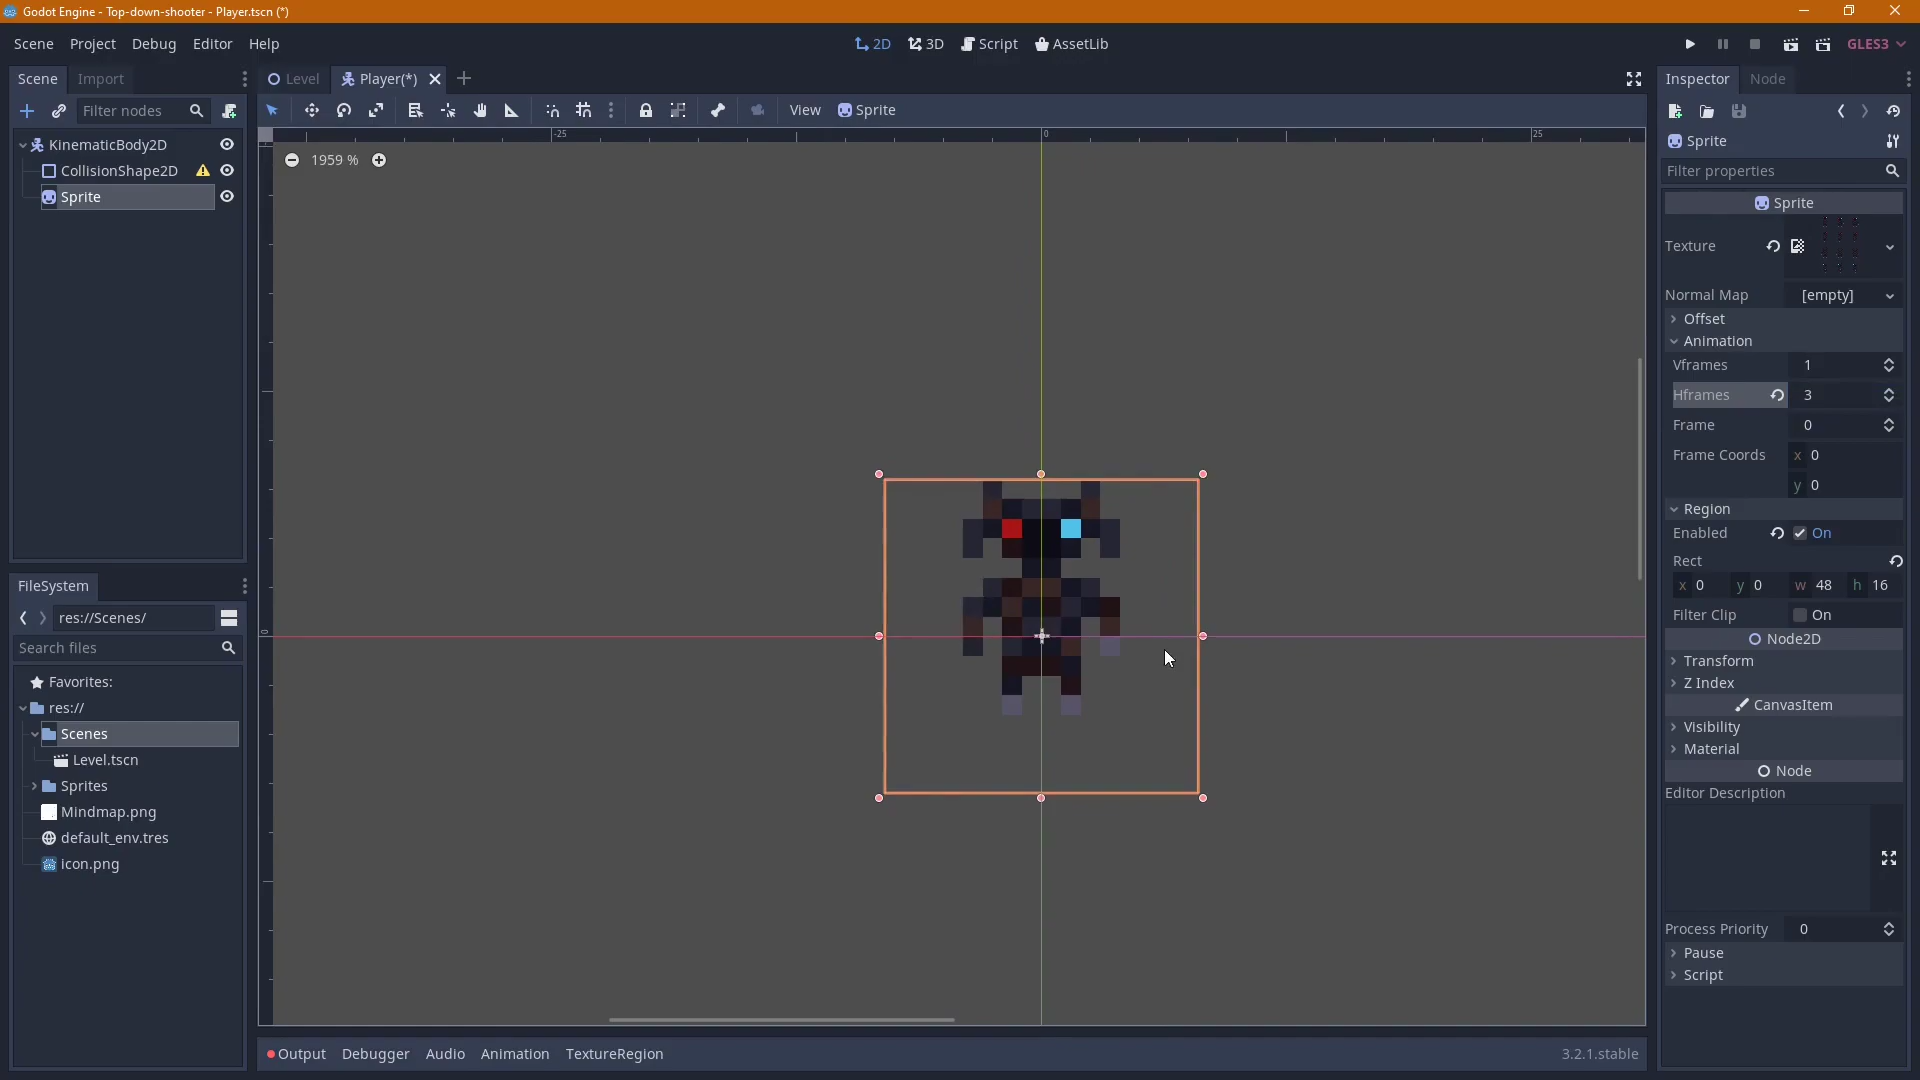 Godot Engine - Top-down-shooter - Player.tscn (*)
Scene Project Debug Editor Help
2D 3D Script AssetLib
GLES3
Scene Import
Level Player(*)
Inspector Node
Filter nodes
View Sprite
KinematicBody2D
CollisionShape2D
Sprite
-25 0 25
1959 %
0
FileSystem
res://Scenes/
Search files
Favorites:
res://
Scenes
Level.tscn
Sprites
Mindmap.png
default_env.tres
icon.png
Output Debugger Audio Animation TextureRegion
3.2.1.stable
Sprite
Filter properties
Sprite
Texture
Normal Map [empty]
Offset
Animation
Vframes 1
Hframes 3
Frame 0
Frame Coords x 0
y 0
Region
Enabled On
Rect
x 0 y 0 w 48 h 16
Filter Clip On
Node2D
Transform
Z Index
CanvasItem
Visibility
Material
Node
Editor Description
Process Priority 0
Pause
Script